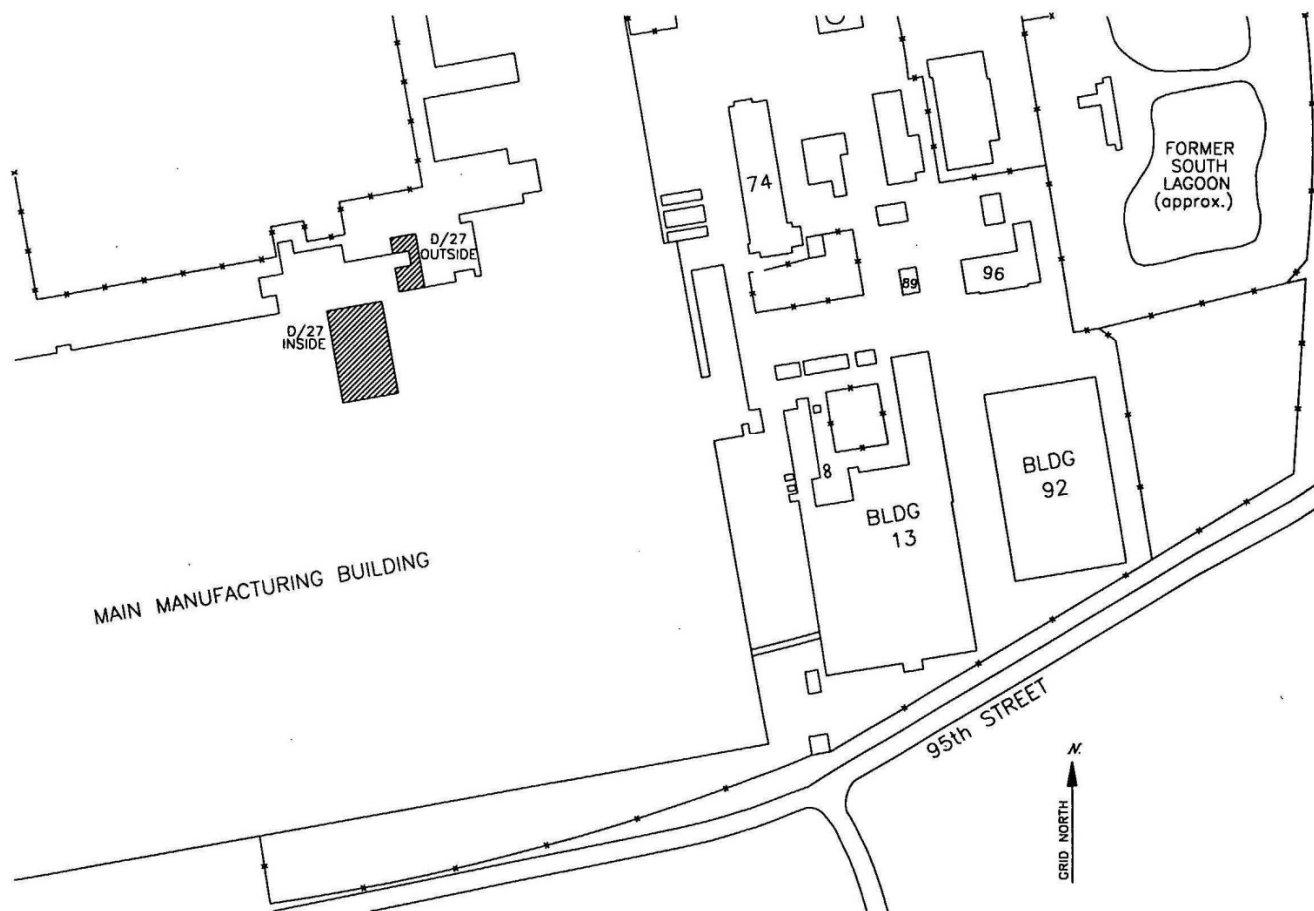 FORMER
SOUTH
LAGOON
(approx.)
74
D/27
OUTSIDE
89
96
D/27
INSIDE
8
BLDG
92
BLDG
13
MAIN MANUFACTURING BUILDING
95th STREET
N.
GRID NORTH